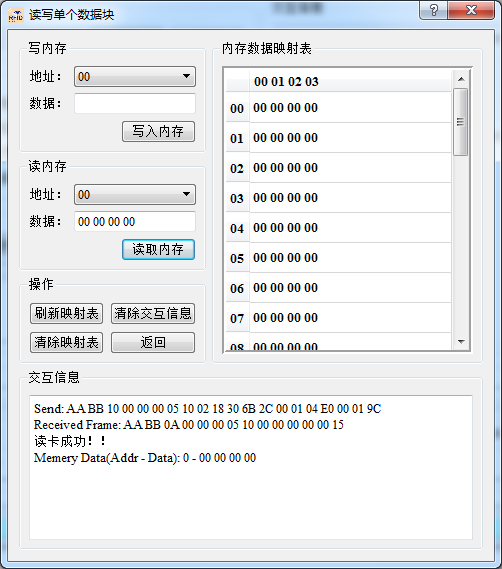 读写单个数据块
写内存
地址： 00
数据：
写入内存
读内存
地址： 00
数据： 00 00 00 00
读取内存
操作
刷新映射表 清除交互信息
清除映射表 返回
内存数据映射表
00 01 02 03
00 00 00 00 00
01 00 00 00 00
02 00 00 00 00
03 00 00 00 00
04 00 00 00 00
05 00 00 00 00
06 00 00 00 00
07 00 00 00 00
08 00 00 00 00
交互信息
Send: AA BB 10 00 00 00 05 10 02 18 30 6B 2C 00 01 04 E0 00 01 9C
Received Frame: AA BB 0A 00 00 00 05 10 00 00 00 00 00 15
读卡成功！！
Memery Data(Addr - Data): 0 - 00 00 00 00